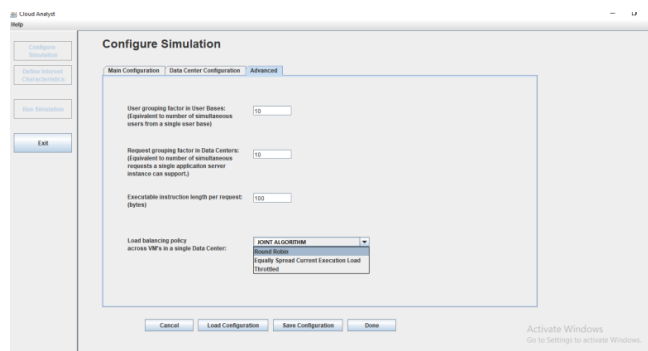 Cloud Analyst
Help
Configure Simulation
Configure
Simulation
Define Internet
Characteristics
Run Simulation
Exit
Main Configuration
Data Center Configuration
Advanced
User grouping factor in User Bases:
(Equivalent to number of simultaneous
users from a single user base)
10
Request grouping factor in Data Centers:
(Equivalent to number of simultaneous
requests a single application server
instance can support.)
10
Executable instruction length per request:
(bytes)
100
Load balancing policy
across VM's in a single Data Center:
JOINT ALGORITHM
Round Robin
Equally Spread Current Execution Load
Throttled
Cancel
Load Configuration
Save Configuration
Done
Activate Windows
Go to Settings to activate Windows.